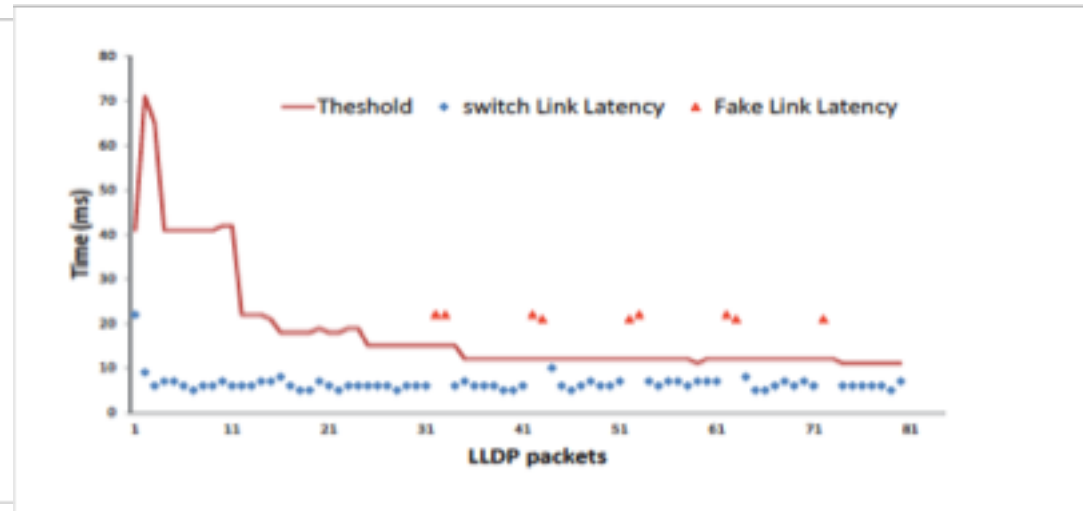 80
70
60
50
40
30
20
10
0
Time (ms)
Theshold switch Link Latency Fake Link Latency
1 11 21 31 41 51 61 71 81
LLDP packets